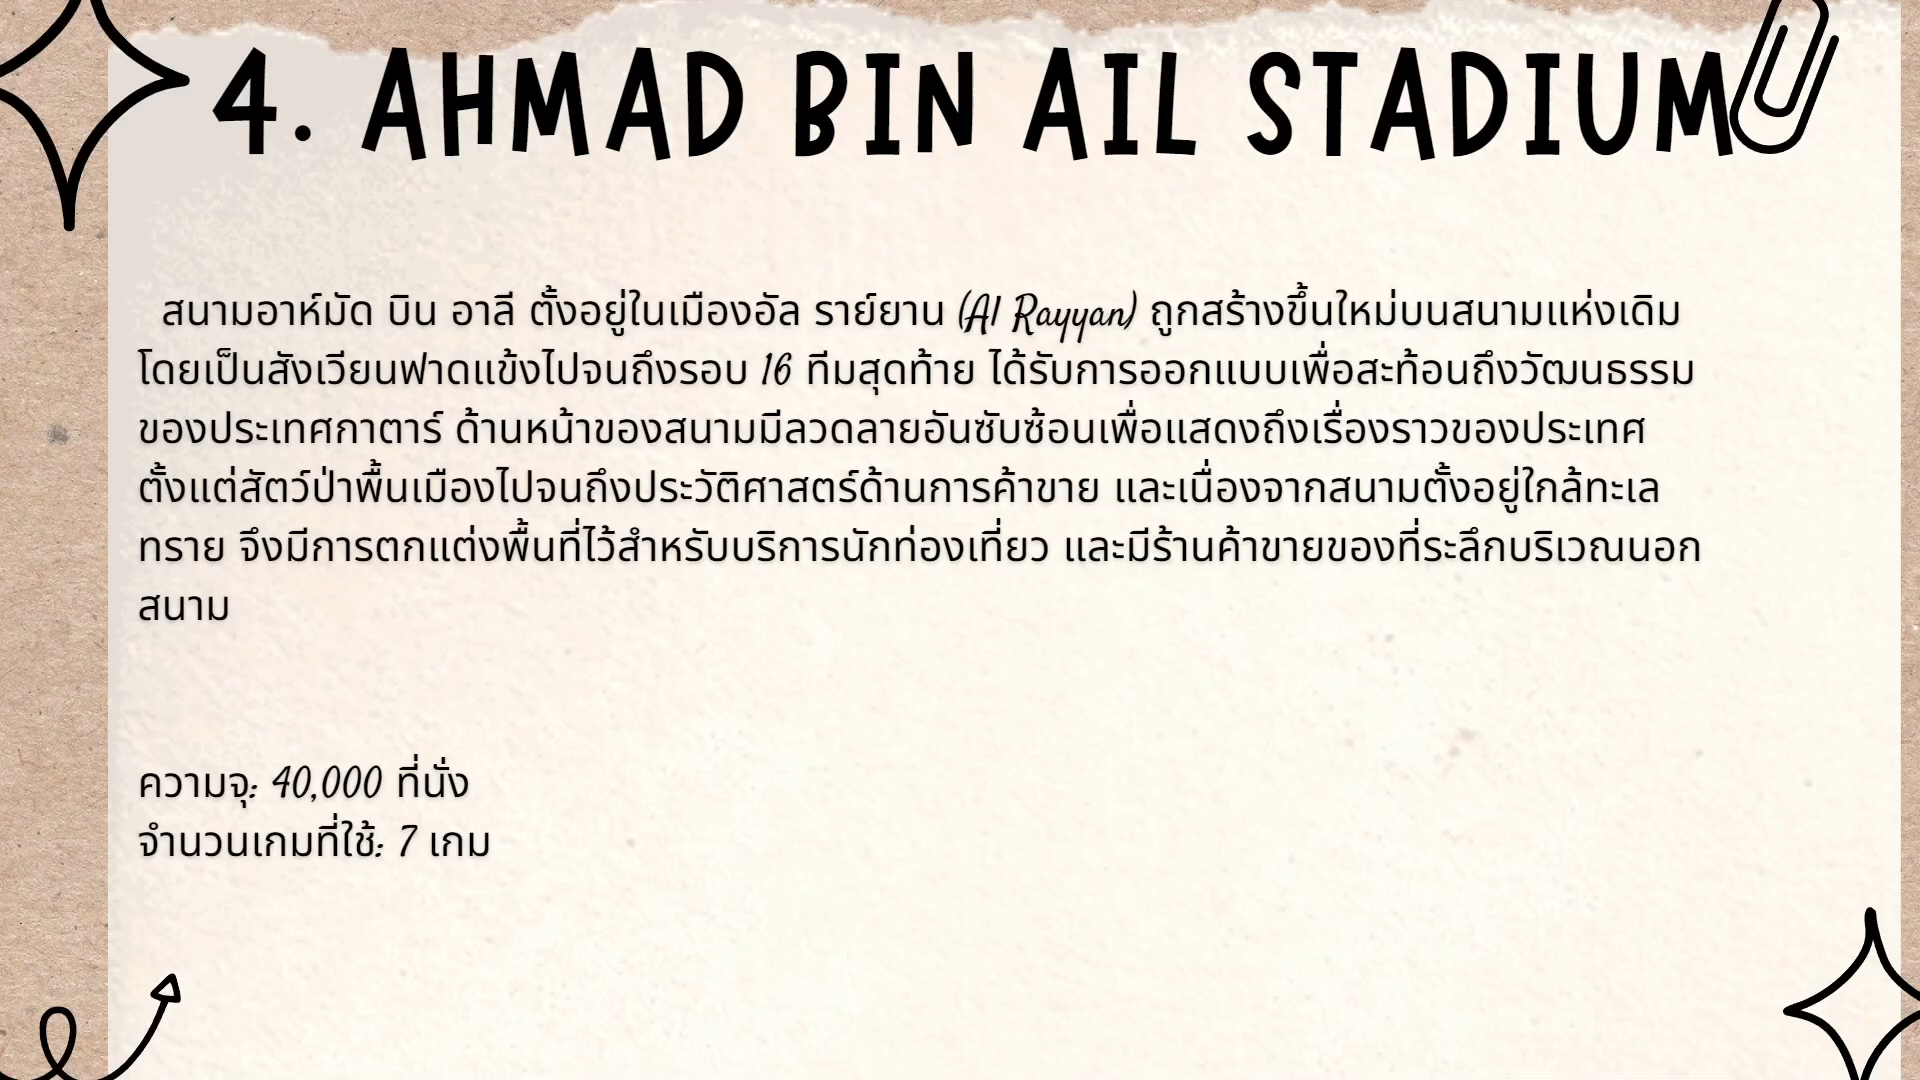 4. AHMAD BIN AIL STADIUM
สนามอาห์มัด บิน อาลี ตั้งอยู่ในเมืองอัล รายย์ยาน (Al Rayyan) ถูกสร้างขึ้นใหม่บนสนามแห่งเดิม
โดยเป็นสังเวียนฟาดแข้งไปจนถึงรอบ 16 ทีมสุดท้าย ได้รับการออกแบบเพื่อสะท้อนถึงวัฒนธรรม
ของประเทศกาตาร์ ด้านหน้าของสนามมีลวดลายอันซับซ้อนเพื่อแสดงถึงเรื่องราวของประเทศ
ตั้งแต่สัตว์ป่าพื้นเมืองไปจนถึงประวัติศาสตร์ด้านการค้าขาย และเนื่องจากสนามตั้งอยู่ใกล้ทะเล
ทราย จึงมีการตกแต่งพื้นที่ไว้สำหรับบริการนักท่องเที่ยว และมีร้านค้าขายของที่ระลึกบริเวณนอก
สนาม
ความจุ: 40,000 ที่นั่ง
จำนวนเกมที่ใช้: 7 เกม